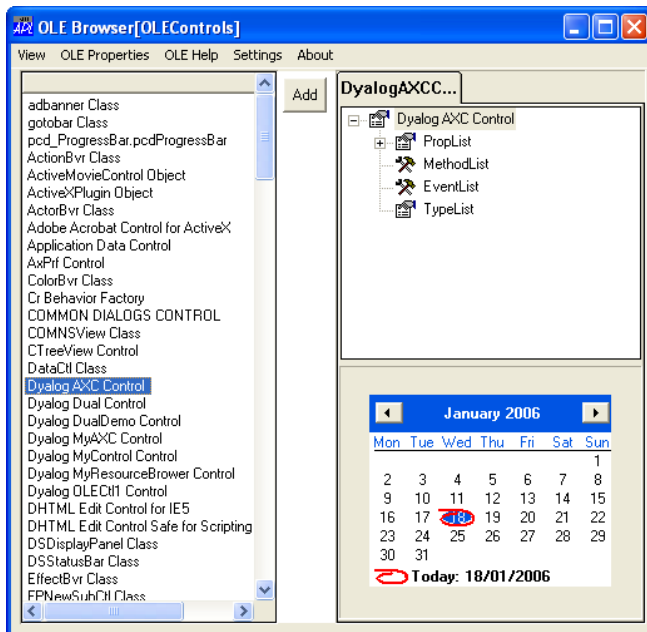 OLE Browser[OLEControls]
View OLE Properties OLE Help Settings About
adbanner Class
gotobar Class
pcd_ProgressBar.pcdProgressBar
ActionBvr Class
ActiveMovieControl Object
ActiveXPlugin Object
ActorBvr Class
Adobe Acrobat Control for ActiveX
Application Data Control
AxPrf Control
ColorBvr Class
Cr Behavior Factory
COMMON DIALOGS CONTROL
COMNSView Class
CTreeView Control
DataCtl Class
Dyalog AXC Control
Dyalog Dual Control
Dyalog DualDemo Control
Dyalog MyAXC Control
Dyalog MyControl Control
Dyalog MyResourceBrower Control
Dyalog OLECtl1 Control
DHTML Edit Control for IE5
DHTML Edit Control Safe for Scripting
DSDisplayPanel Class
DSStatusBar Class
EffectBvr Class
FPNewSubCtl Class
Add
DyalogAXCC...
Dyalog AXC Control
PropList
MethodList
EventList
TypeList
January 2006
Mon Tue Wed Thu Fri Sat Sun
1
2 3 4 5 6 7 8
9 10 11 12 13 14 15
16 17 18 19 20 21 22
23 24 25 26 27 28 29
30 31
Today: 18/01/2006